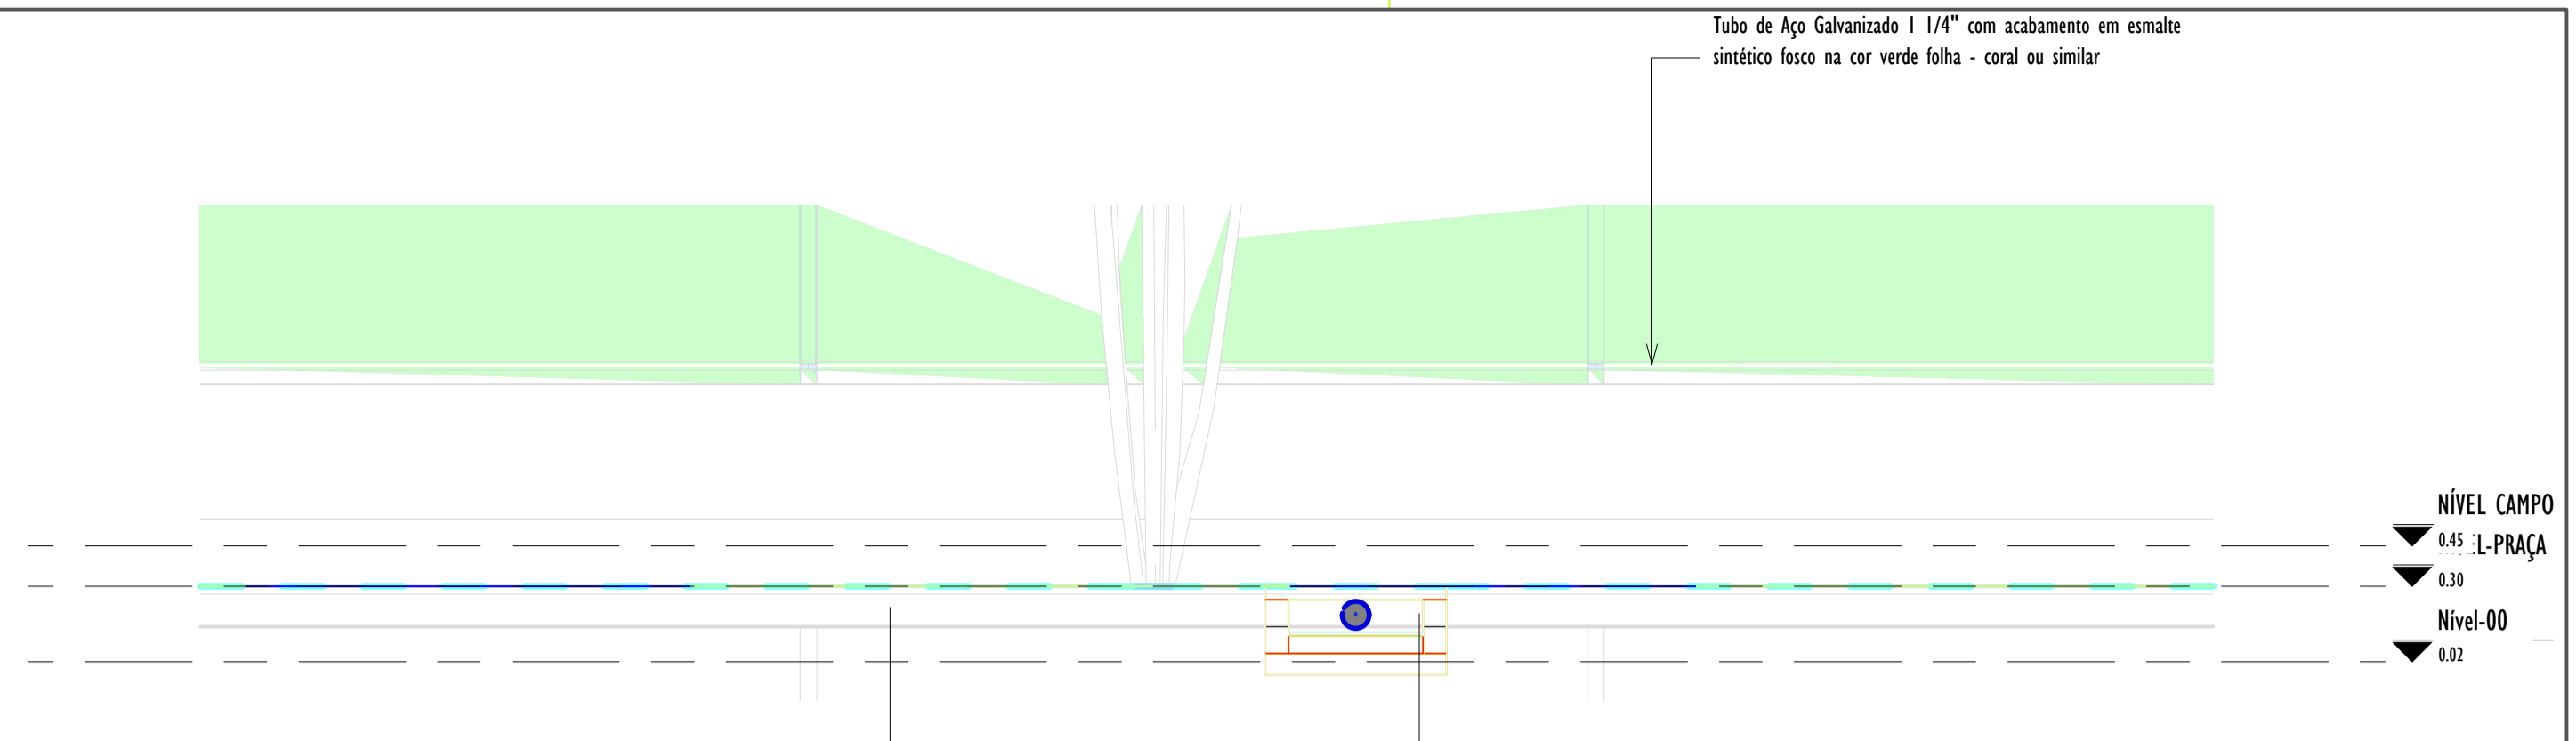 Tubo de Aço Galvanizado 1 1/4" com acabamento em esmalte
sintético fosco na cor verde folha - coral ou similar
NÍVEL CAMPO
0.45
EL-PRAÇA
0.30
Nível-00
0.02